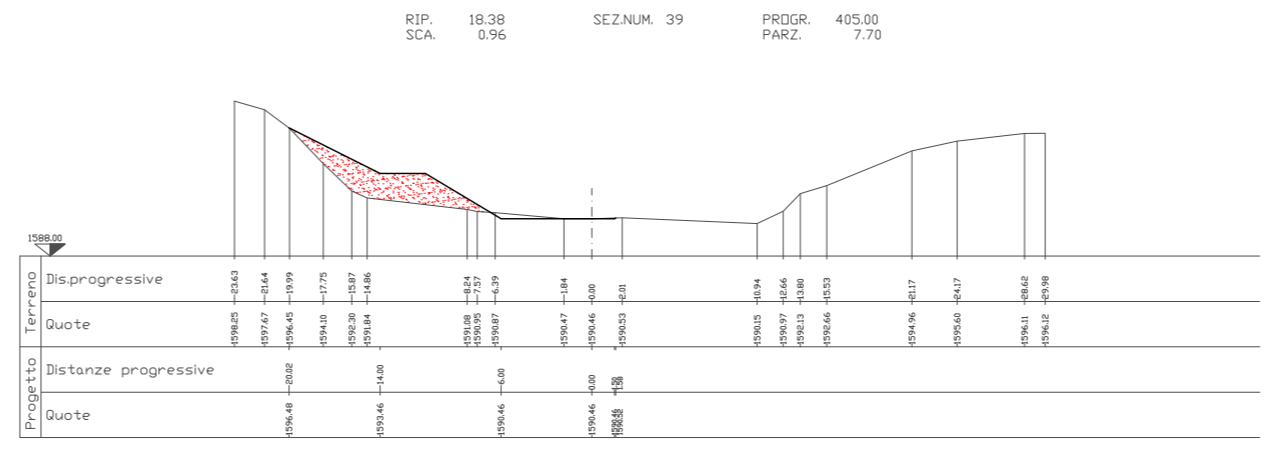 RIP. 18.38 SEZ.NUM. 39 PROGR. 405.00
SCA. 0.96 PARZ. 7.70
1588.00
Terreno
Dis.progressive -23.63 -21.64 -19.99 -17.75 -15.87 -14.86 -8.24 -7.57 -6.39 -1.84 -0.00 -2.01 -10.94 -12.66 -13.80 -15.53 -21.17 -24.17 -28.62 -29.98
Quote 1598.25 1597.67 1596.45 1594.10 1592.30 1591.84 1591.08 1590.95 1590.87 1590.47 1590.46 1590.53 1590.15 1590.97 1592.13 1592.66 1594.96 1595.60 1596.11 1596.12
Progetto
Distanze progressive -20.02 -14.00 -6.00 -0.00
Quote 1596.48 1593.46 1590.46 1590.46